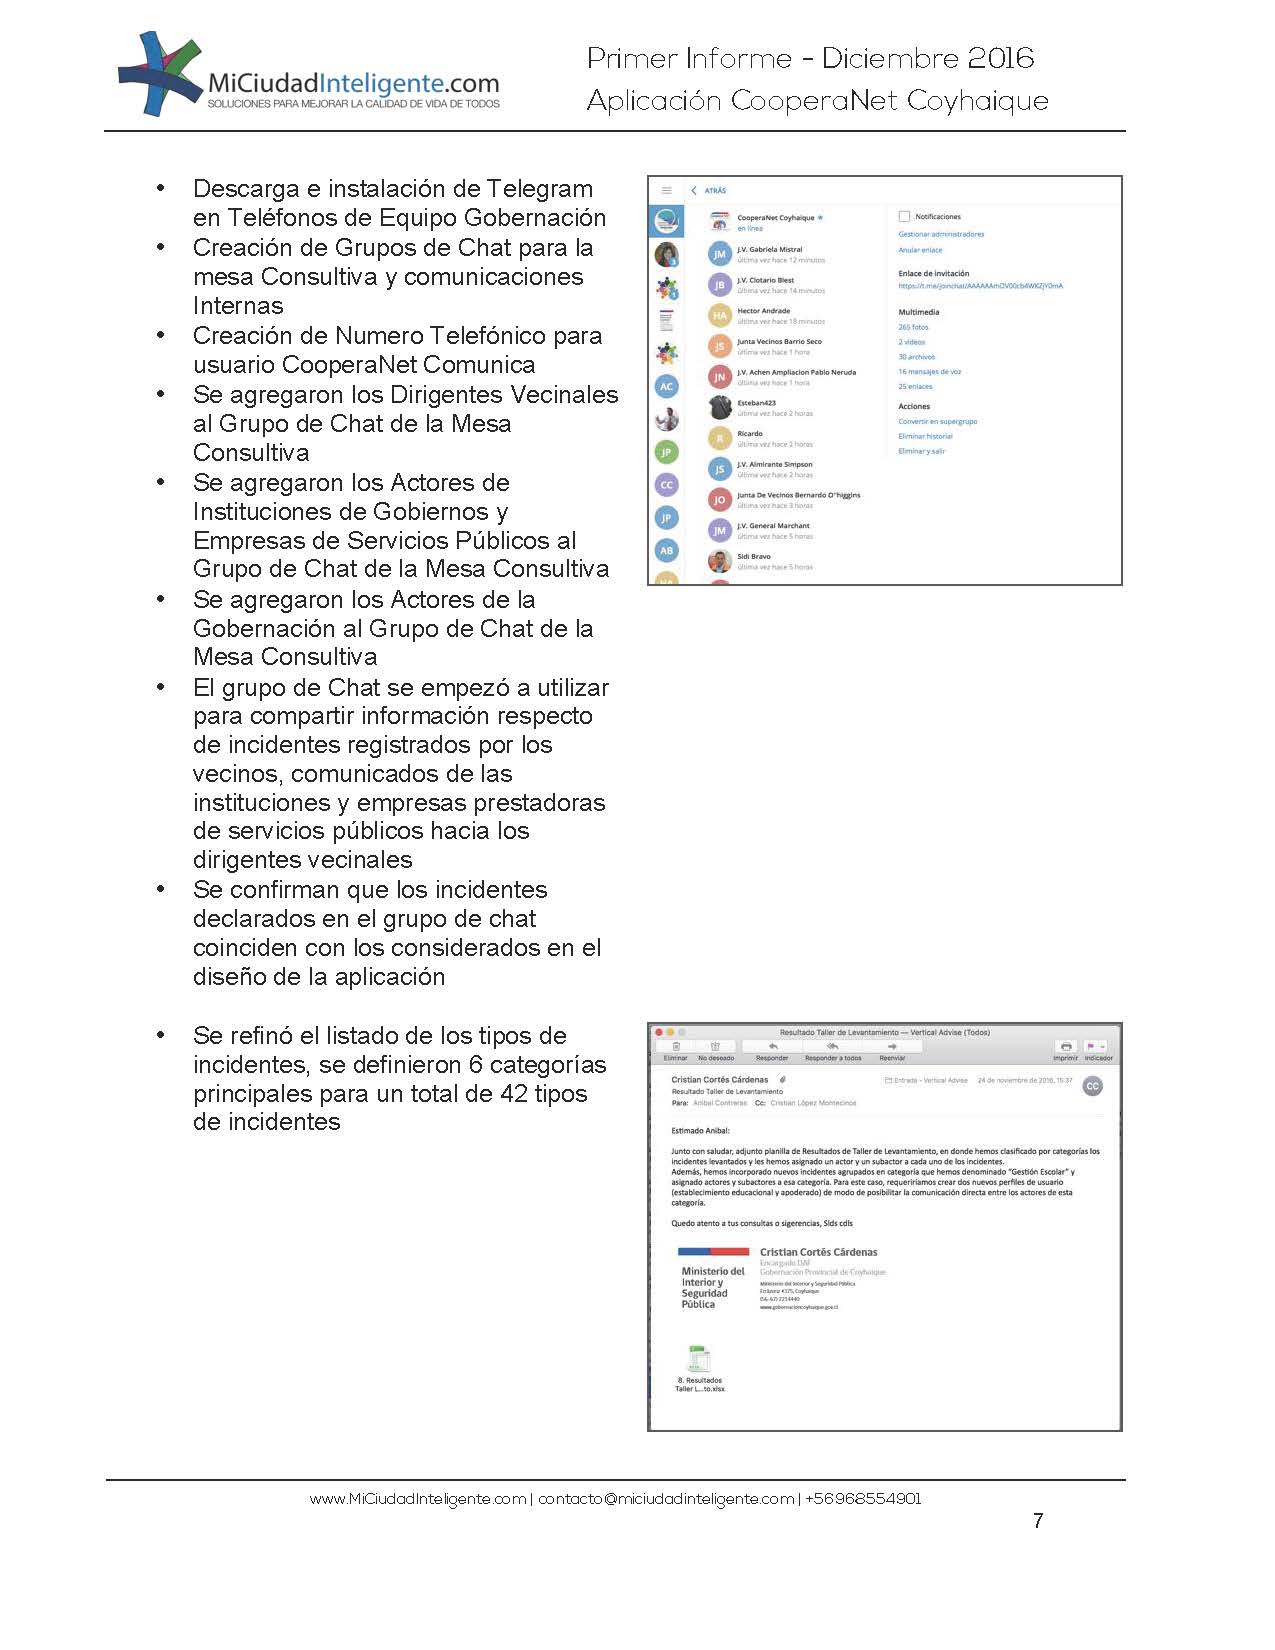 MiCiudadInteligente.com
SOLUCIONES PARA MEJORAR LA CALIDAD DE VIDA DE TODOS
Primer Informe - Diciembre 2016
Aplicación CooperaNet Coyhaique
• Descarga e instalación de Telegram
en Teléfonos de Equipo Gobernación
• Creación de Grupos de Chat para la
mesa Consultiva y comunicaciones
Internas
• Creación de Numero Telefónico para
usuario CooperaNet Comunica
• Se agregaron los Dirigentes Vecinales
al Grupo de Chat de la Mesa
Consultiva
• Se agregaron los Actores de
Instituciones de Gobiernos y
Empresas de Servicios Públicos al
Grupo de Chat de la Mesa Consultiva
• Se agregaron los Actores de la
Gobernación al Grupo de Chat de la
Mesa Consultiva
• El grupo de Chat se empezó a utilizar
para compartir información respecto
de incidentes registrados por los
vecinos, comunicados de las
instituciones y empresas prestadoras
de servicios públicos hacia los
dirigentes vecinales
• Se confirman que los incidentes
declarados en el grupo de chat
coinciden con los considerados en el
diseño de la aplicación
ATRÁS
3
1
AC
JP
CC
JP
AB
CooperaNet Coyhaique
en línea
JM J.V. Gabriela Mistral
última vez hace 12 minutos
JB J.V. Clotario Blest
última vez hace 14 minutos
HA Hector Andrade
última vez hace 18 minutos
JS Junta Vecinos Barrio Seco
última vez hace 1 hora
JN J.V. Achen Ampliacion Pablo Neruda
última vez hace 1 hora
Esteban423
última vez hace 2 horas
R Ricardo
última vez hace 2 horas
JS J.V. Almirante Simpson
última vez hace 2 horas
JO Junta De Vecinos Bernardo O"higgins
última vez hace 3 horas
JM J.V. General Marchant
última vez hace 5 horas
Sidi Bravo
última vez hace 5 horas
Notificaciones
Gestionar administradores
Anular enlace
Enlace de invitación
Multimedia
265 fotos
2 videos
30 archivos
16 mensajes de voz
25 enlaces
Acciones
Convertir en supergrupo
Eliminar historial
Eliminar y salir
• Se refinó el listado de los tipos de
incidentes, se definieron 6 categorías
principales para un total de 42 tipos
de incidentes
Resultado Taller de Levantamiento — Vertical Advise (Todos)
Eliminar No deseado Responder Responder a todos Reenviar Imprimir Indicador
Cristian Cortés Cárdenas Entrada - Vertical Advise 24 de noviembre de 2016, 15:37
CC
Resultado Taller de Levantamiento
Para: Anibal Contreras Cc: Cristian López Montecinos
Estimado Anibal:
Junto con saludar, adjunto planilla de Resultados de Taller de Levantamiento, en donde hemos clasificado por categorías los
incidentes levantados y les hemos asignado un actor y un subactor a cada uno de los incidentes.
Además, hemos incorporado nuevos incidentes agrupados en categoría que hemos denominado "Gestión Escolar" y
asignado actores y subactores a esa categoría. Para este caso, requeriríamos crear dos nuevos perfiles de usuario
(establecimiento educacional y apoderado) de modo de posibilitar la comunicación directa entre los actores de esta
categoría.
Quedo atento a tus consultas o sigerencias, Slds cdls
Ministerio del
Interior y
Seguridad
Pública
Cristian Cortés Cárdenas
Encargado DAF
Gobernación Provincial de Coyhaique
Ministerio del Interior y Seguridad Pública
www.gobernacioncoyhaique.gov.cl
8. Resultados
Taller L...to.xlsx
www.MiCiudadInteligente.com | contacto@miciudadinteligente.com | +56968554901
7